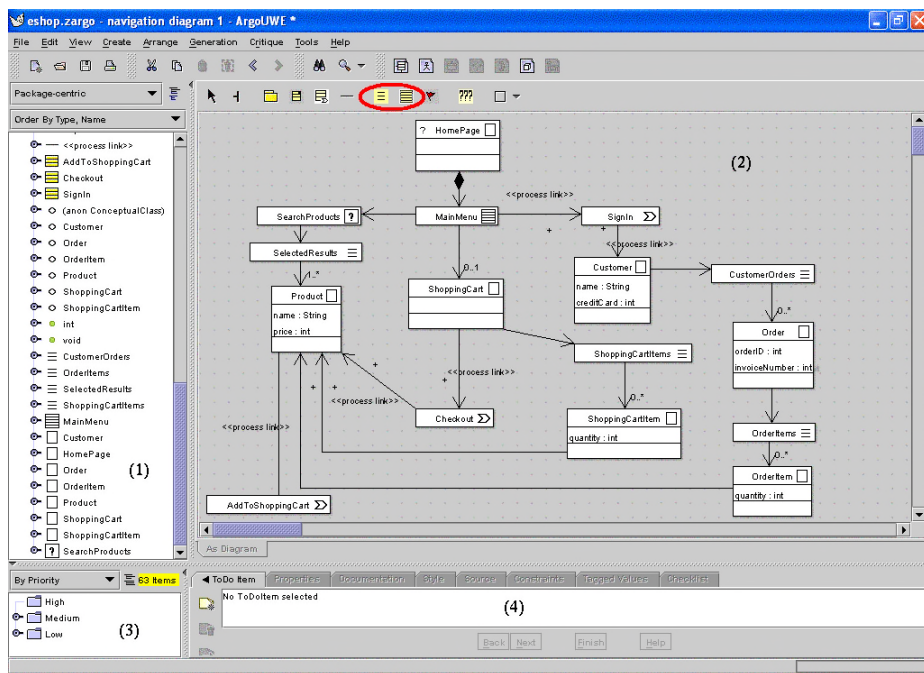 eshop.zargo - navigation diagram 1 - ArgoUWE *
File Edit View Create Arrange Generation Critique Tools Help
Package-centric
???
Order By Type, Name
<<process link>>
AddToShoppingCart
Checkout
SignIn
(anon ConceptualClass)
Customer
Order
OrderItem
Product
ShoppingCart
ShoppingCartItem
int
void
CustomerOrders
OrderItems
SelectedResults
ShoppingCartItems
MainMenu
Customer
HomePage
Order
OrderItem
Product
ShoppingCart
ShoppingCartItem
SearchProducts
(1)
? HomePage
(2)
<<process link>>
SearchProducts ?
MainMenu
SignIn
+
+
SelectedResults
<<process link>>
1..*
0..1
Customer
name : String
creditCard : int
CustomerOrders
Product
name : String
price : int
ShoppingCart
0..*
Order
orderID : int
invoiceNumber : int
ShoppingCartItems
+
+
+
+
<<process link>>
<<process link>>
0..*
Checkout
ShoppingCartItem
quantity : int
<<process link>>
OrderItems
0..*
OrderItem
quantity : int
AddToShoppingCart
As Diagram
By Priority
63 Items
High
Medium
Low
(3)
ToDo Item Properties Documentation Style Source Constraints Tagged Values Checklist
No ToDoItem selected
(4)
Back Next Finish Help